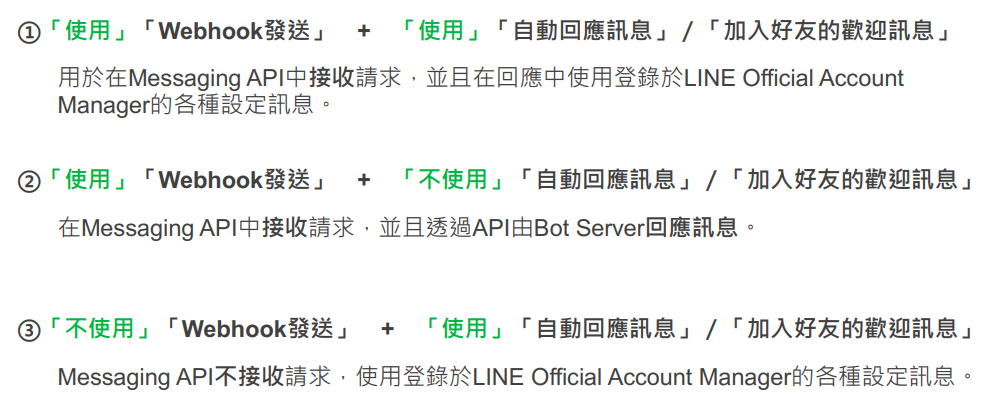 ①「使用」「Webhook發送」 + 「使用」「自動回應訊息」/「加入好友的歡迎訊息」
用於在Messaging API中接收請求，並且在回應中使用登錄於LINE Official Account
Manager的各種設定訊息。
②「使用」「Webhook發送」 + 「不使用」「自動回應訊息」/「加入好友的歡迎訊息」
在Messaging API中接收請求，並且透過API由Bot Server回應訊息。
③「不使用」「Webhook發送」 + 「使用」「自動回應訊息」/「加入好友的歡迎訊息」
Messaging API不接收請求，使用登錄於LINE Official Account Manager的各種設定訊息。